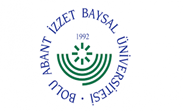 BOLU ABANT İZZET BAYSAL ÜNİVERSİTESİ •
1992